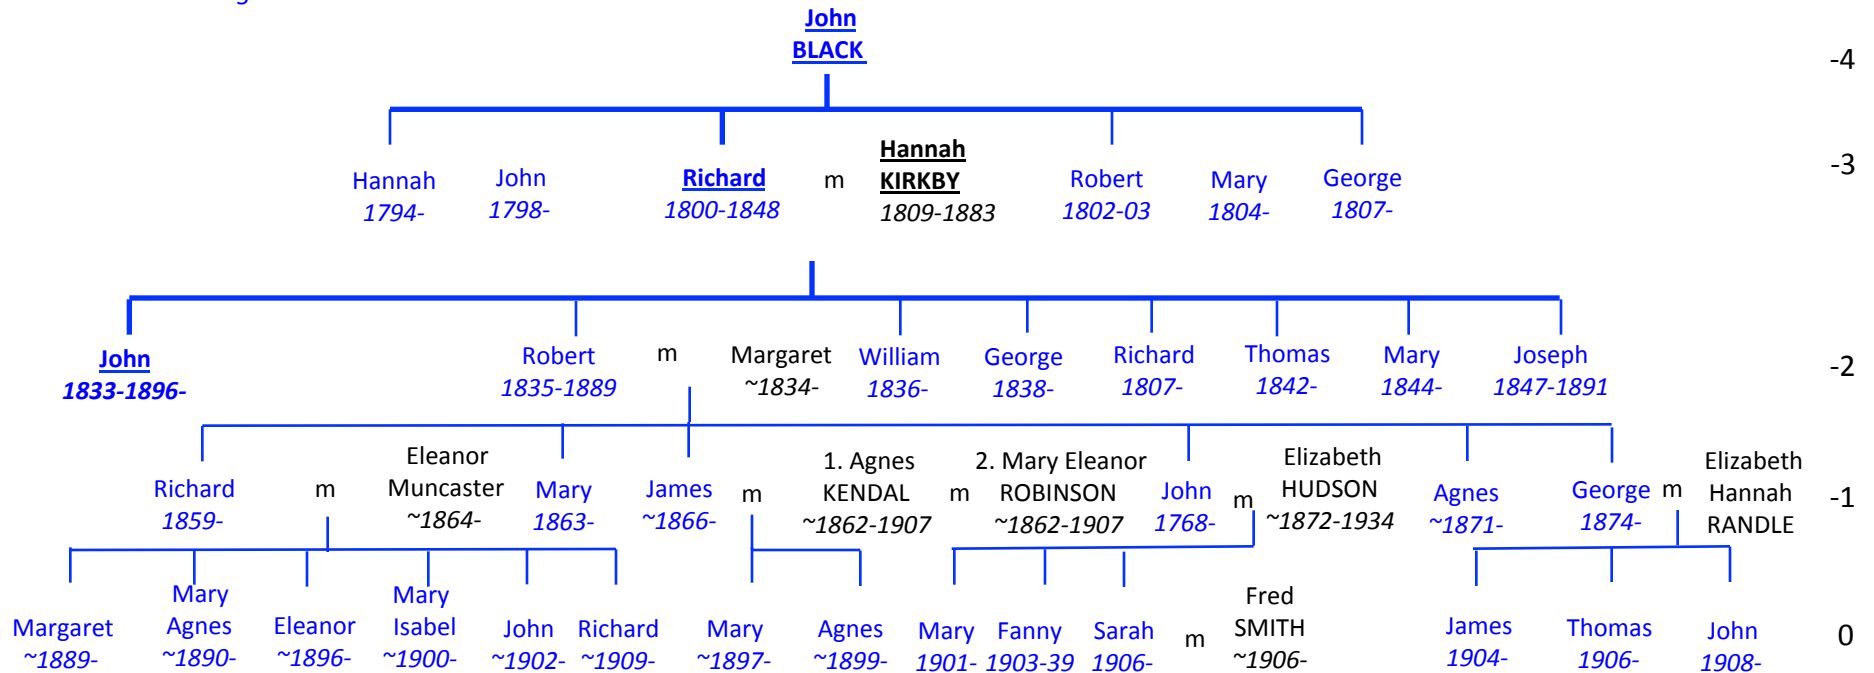 John
BLACK
-4
Hannah
1794-
John
1798-
Richard
1800-1848
m
Hannah
KIRKBY
1809-1883
Robert
1802-03
Mary
1804-
George
1807-
-3
John
1833-1896-
Robert
1835-1889
m
Margaret
~1834-
William
1836-
George
1838-
Richard
1807-
Thomas
1842-
Mary
1844-
Joseph
1847-1891
-2
Richard
1859-
m
Eleanor
Muncaster
~1864-
Mary
1863-
James
~1866-
m
1. Agnes
KENDAL
~1862-1907
m
2. Mary Eleanor
ROBINSON
~1862-1907
John
1768-
m
Elizabeth
HUDSON
~1872-1934
Agnes
~1871-
George
1874-
m
Elizabeth
Hannah
RANDLE
-1
Margaret
~1889-
Mary
Agnes
~1890-
Eleanor
~1896-
Mary
Isabel
~1900-
John
~1902-
Richard
~1909-
Mary
~1897-
Agnes
~1899-
Mary
1901-
Fanny
1903-39
Sarah
1906-
m
Fred
SMITH
~1906-
James
1904-
Thomas
1906-
John
1908-
0